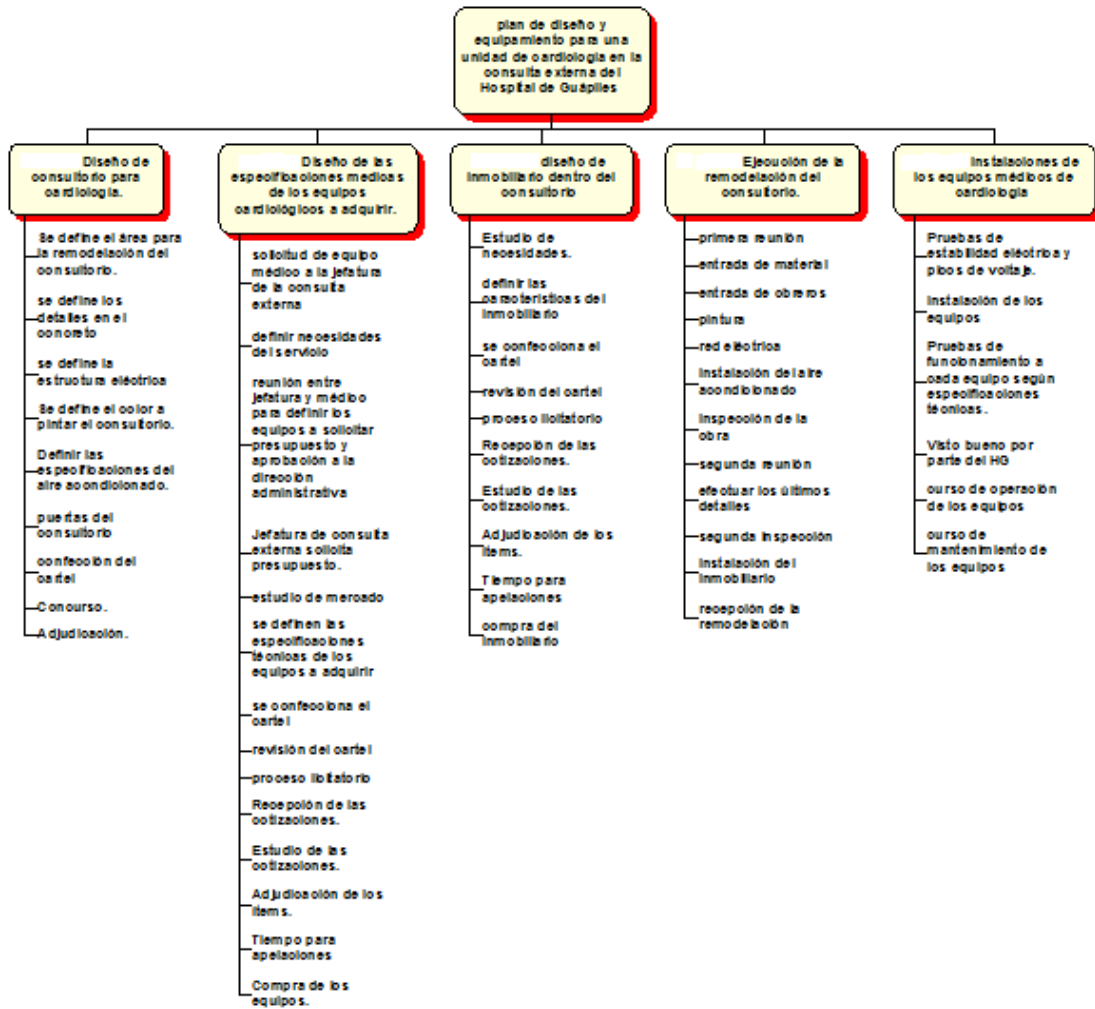 plan de diseño y
equipamiento para una
unidad de cardiología en la
consulta externa del
Hospital de Guápiles
Diseño de
consultorio para
cardiología.
Se define el área para
la remodelación del
consultorio.
se define los
detalles en el
concreto
se define la
estructura eléctrica
Se define el color a
pintar el consultorio.
Definir las
especificaciones del
aire acondicionado.
puertas del
consultorio
confección del
cartel
Concurso.
Adjudicación.
Diseño de las
especificaciones médicas
de los equipos
cardiológicos a adquirir.
solicitud de equipo
médico a la jefatura
de la consulta
externa
definir necesidades
del servicio
reunión entre
jefatura y médico
para definir los
equipos a solicitar
presupuesto y
aprobación a la
dirección
administrativa
Jefatura de consulta
externa solicita
presupuesto.
estudio de mercado
se definen las
especificaciones
técnicas de los
equipos a adquirir
se confecciona el
cartel
revisión del cartel
proceso licitatorio
Recepción de las
cotizaciones.
Estudio de las
cotizaciones.
Adjudicación de los
items.
Tiempo para
apelaciones
Compra de los
equipos.
diseño de
inmobiliario dentro del
consultorio
Estudio de
necesidades.
definir las
características del
inmobiliario
se confecciona el
cartel
revisión del cartel
proceso licitatorio
Recepción de las
cotizaciones.
Estudio de las
cotizaciones.
Adjudicación de los
items.
Tiempo para
apelaciones
compra del
inmobiliario
Ejecución de la
remodelación del
consultorio.
primera reunión
entrada de material
entrada de obreros
pintura
red eléctrica
instalación del aire
acondicionado
inspección de la
obra
segunda reunión
efectuar los últimos
detalles
segunda inspección
instalación del
inmobiliario
recepción de la
remodelación
Instalaciones de
los equipos médicos de
cardiología
Pruebas de
estabilidad eléctrica y
picos de voltaje.
instalación de los
equipos
Pruebas de
funcionamiento a
cada equipo según
especificaciones
técnicas.
Visto bueno por
parte del HG
curso de operación
de los equipos
curso de
mantenimiento de
los equipos